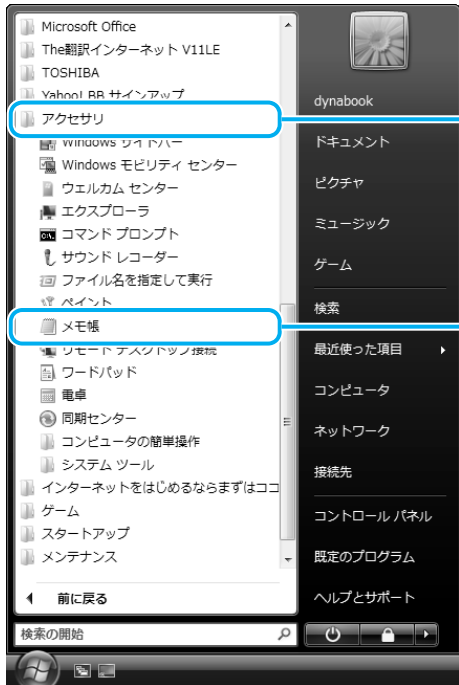 Microsoft Office
The翻訳インターネット V11LE
TOSHIBA
Yahoo! BB サインアップ
アクセサリ
Windows サイドバー
Windows モビリティ センター
ウェルカム センター
エクスプローラ
コマンド プロンプト
サウンド レコーダー
ファイル名を指定して実行
ペイント
メモ帳
リモート デスクトップ接続
ワードパッド
電卓
同期センター
コンピュータの簡単操作
システム ツール
インターネットをはじめるならまずはココ
ゲーム
スタートアップ
メンテナンス
前に戻る
検索の開始
dynabook
ドキュメント
ピクチャ
ミュージック
ゲーム
検索
最近使った項目
コンピュータ
ネットワーク
接続先
コントロール パネル
既定のプログラム
ヘルプとサポート